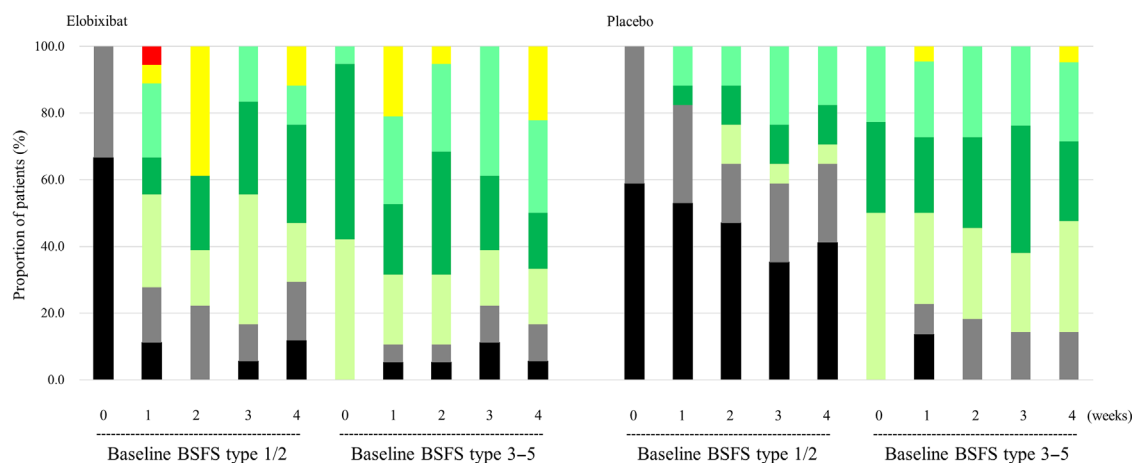 Elobixibat Placebo
Proportion of patients (%)
100.0
80.0
60.0
40.0
20.0
0.0
0 1 2 3 4 0 1 2 3 4 0 1 2 3 4 0 1 2 3 4 (weeks)
Baseline BSFS type 1/2 Baseline BSFS type 3–5 Baseline BSFS type 1/2 Baseline BSFS type 3–5